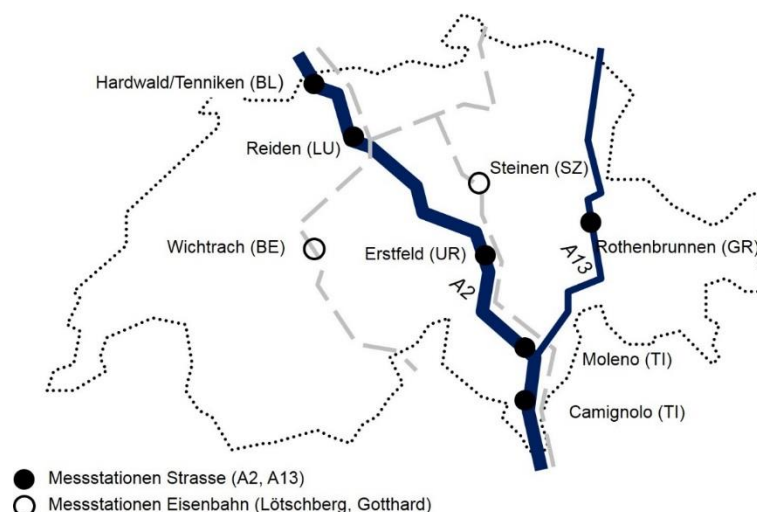 Hardwald/Tenniken (BL)
Reiden (LU)
Steinen (SZ)
Wichtrach (BE)
Erstfeld (UR)
A2
A13
Rothenbrunnen (GR)
Moleno (TI)
Camignolo (TI)
Messstationen Strasse (A2, A13)
Messstationen Eisenbahn (Lötschberg, Gotthard)